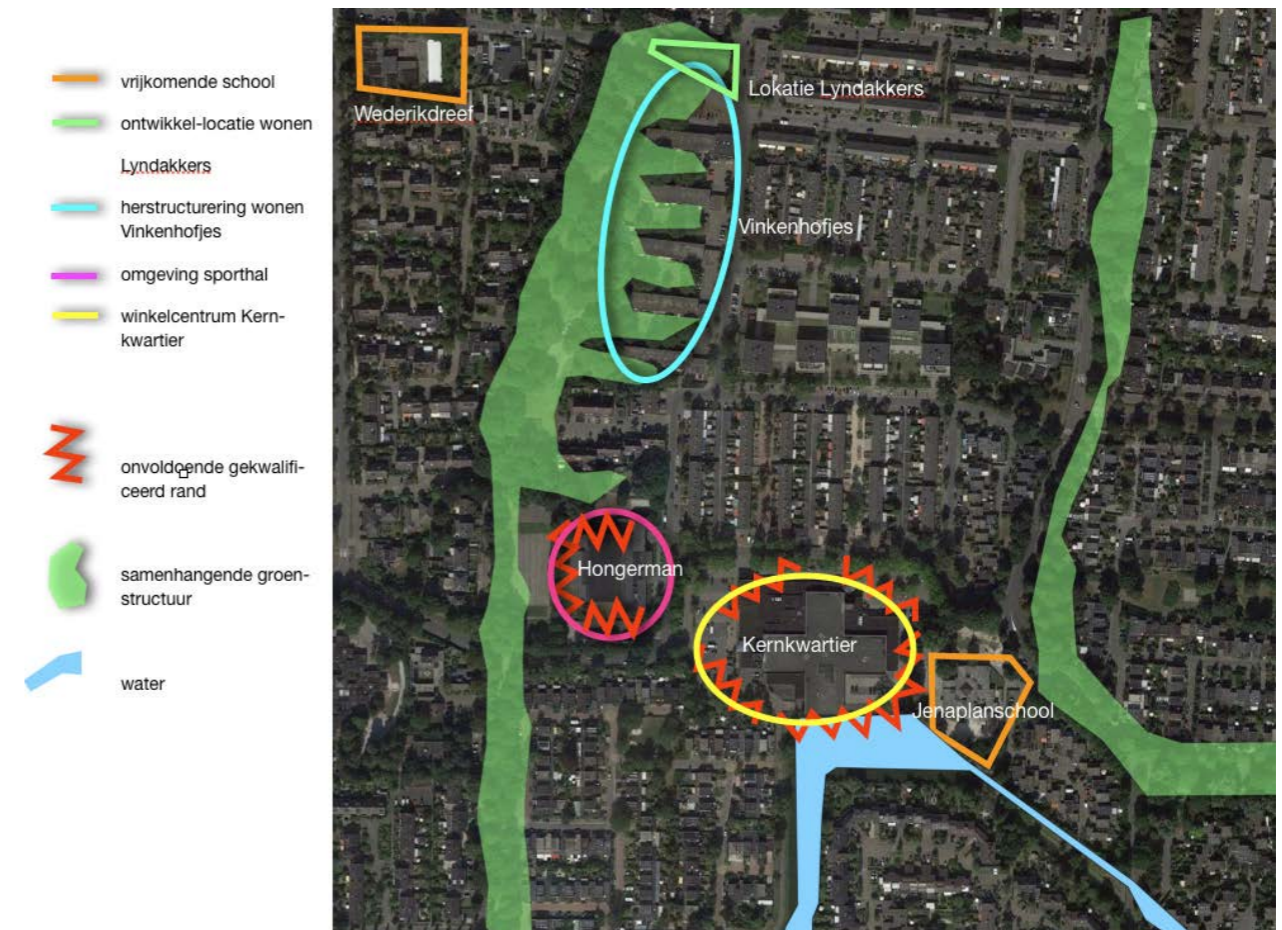 vrijkomende school
ontwikkel-locatie wonen
Lyndakkers
herstructurering wonen
Vinkenhofjes
omgeving sporthal
winkelcentrum Kern-
kwartier
onvoldoende gekwalifi-
ceerd rand
samenhangende groen-
structuur
water
Wederikdreef
Lokatie Lyndakkers
Vinkenhofjes
Hongerman
Kernkwartier
Jenaplanschool